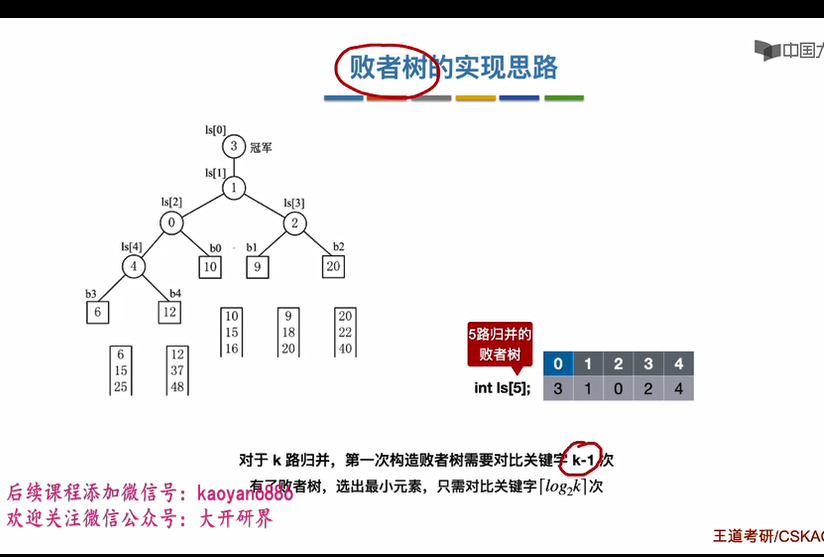 中国大
败者树的实现思路
ls[0]
3 冠军
ls[1]
1
ls[2] ls[3]
0 2
ls[4] b0 b1 b2
4 10 9 20
b3 b4
6 12
10 9 20
15 18 22
16 20 40
6 12
15 37
25 48
5路归并的
败者树
0 1 2 3 4
int ls[5]; 3 1 0 2 4
对于 k 路归并，第一次构造败者树需要对比关键字 k-1 次
有了败者树，选出最小元素，只需对比关键字⌈log₂k⌉次
后续课程添加微信号：kaoyan6886
欢迎关注微信公众号：大开研界
王道考研/CSKAO